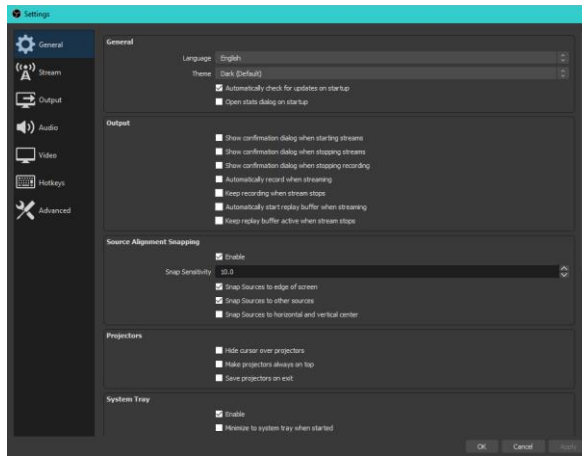 Settings
General
Stream
Output
Audio
Video
Hotkeys
Advanced
General
Language English
Theme Dark (Default)
Automatically check for updates on startup
Open stats dialog on startup
Output
Show confirmation dialog when starting streams
Show confirmation dialog when stopping streams
Show confirmation dialog when stopping recording
Automatically record when streaming
Keep recording when stream stops
Automatically start replay buffer when streaming
Keep replay buffer active when stream stops
Source Alignment Snapping
Enable
Snap Sensitivity 10.0
Snap Sources to edge of screen
Snap Sources to other sources
Snap Sources to horizontal and vertical center
Projectors
Hide cursor over projectors
Make projectors always on top
Save projectors on exit
System Tray
Enable
Minimize to system tray when started
OK Cancel Apply